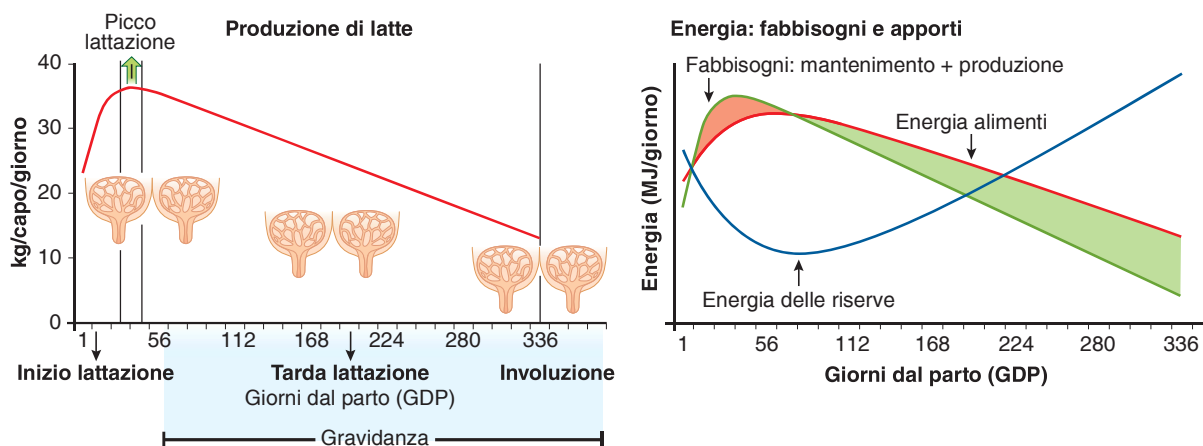 Picco
lattazione
Produzione di latte
kg/capo/giorno
40
30
20
10
0
1 56 112 168 224 280 336
Inizio lattazione
Tarda lattazione
Involuzione
Giorni dal parto (GDP)
Gravidanza
Energia: fabbisogni e apporti
Fabbisogni: mantenimento + produzione
Energia alimenti
Energia (MJ/giorno)
Energia delle riserve
1 56 112 168 224 280 336
Giorni dal parto (GDP)